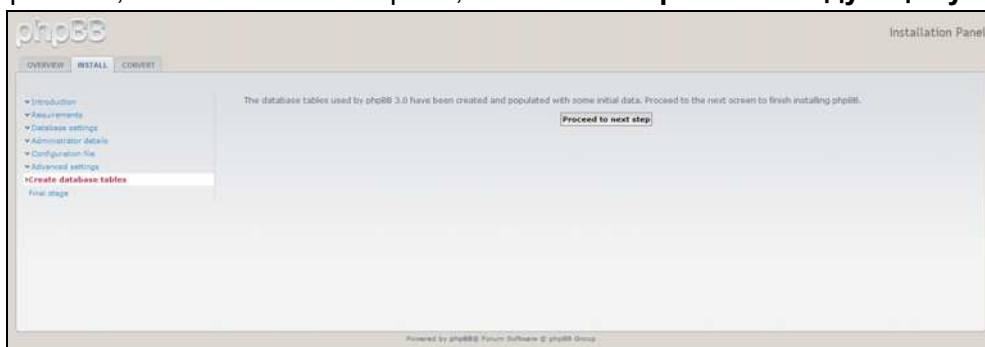 phpBB
Installation Panel
OVERVIEW INSTALL CONVERT
Introduction
Requirements
Database settings
Administrator details
Configuration file
Advanced settings
Create database tables
Final stage
The database tables used by phpBB 3.0 have been created and populated with some initial data. Proceed to the next screen to finish installing phpBB.
Proceed to next step
Powered by phpBB® Forum Software © phpBB Group